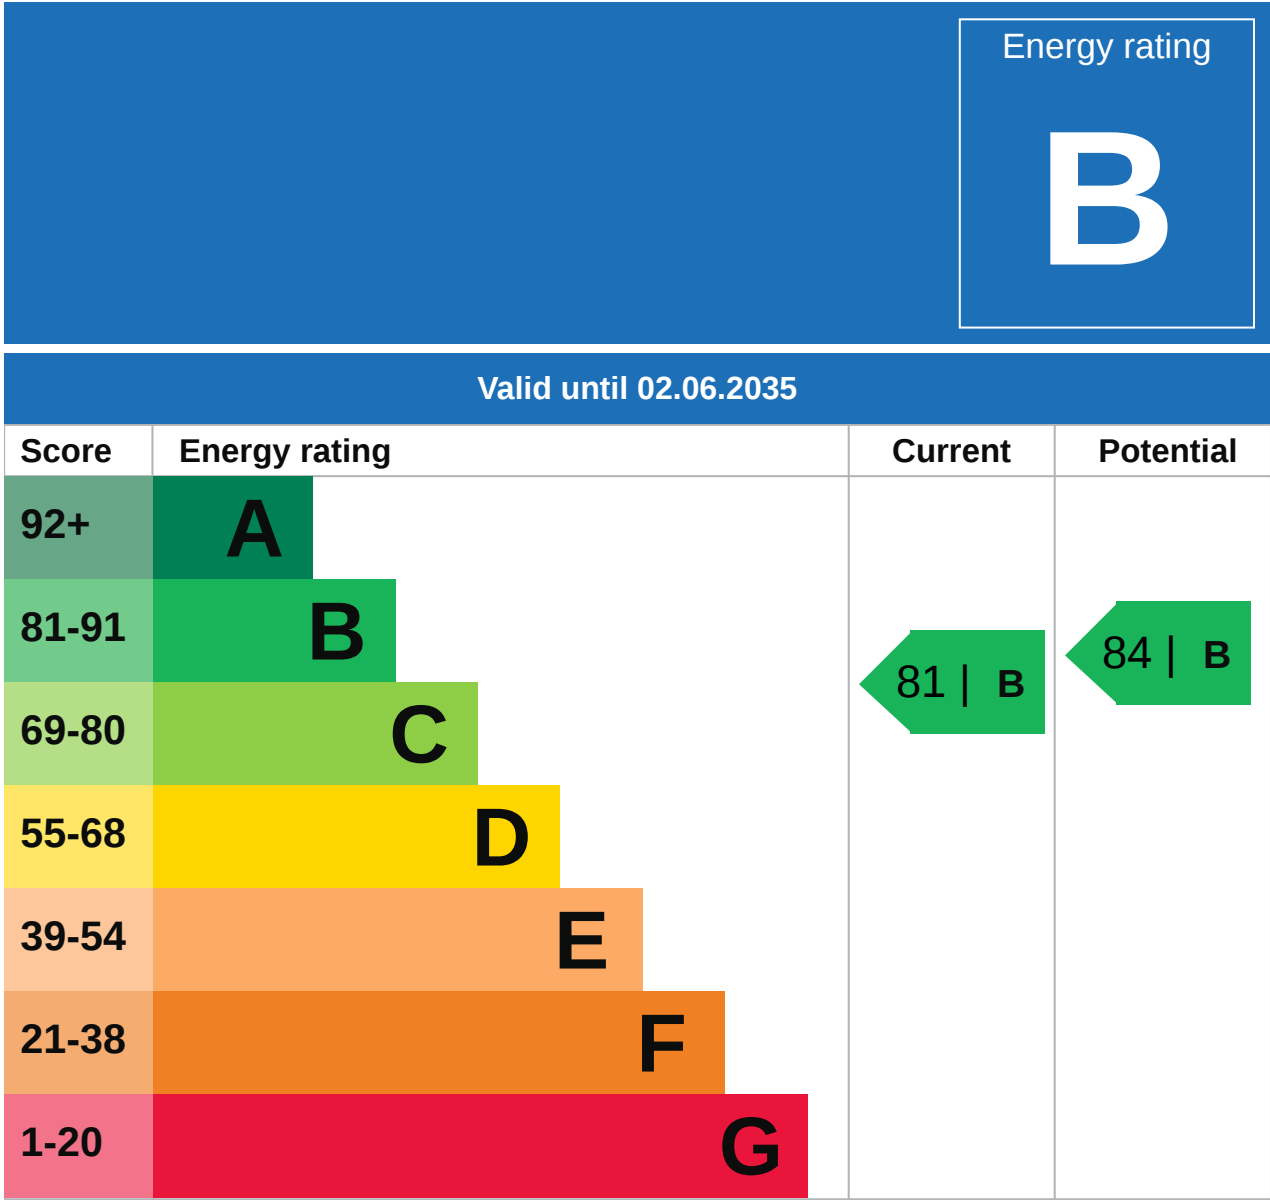 Energy rating
B
Valid until 02.06.2035
Score Energy rating Current Potential
92+ A
81-91 B
81 | B
84 | B
69-80 C
55-68 D
39-54 E
21-38 F
1-20 G